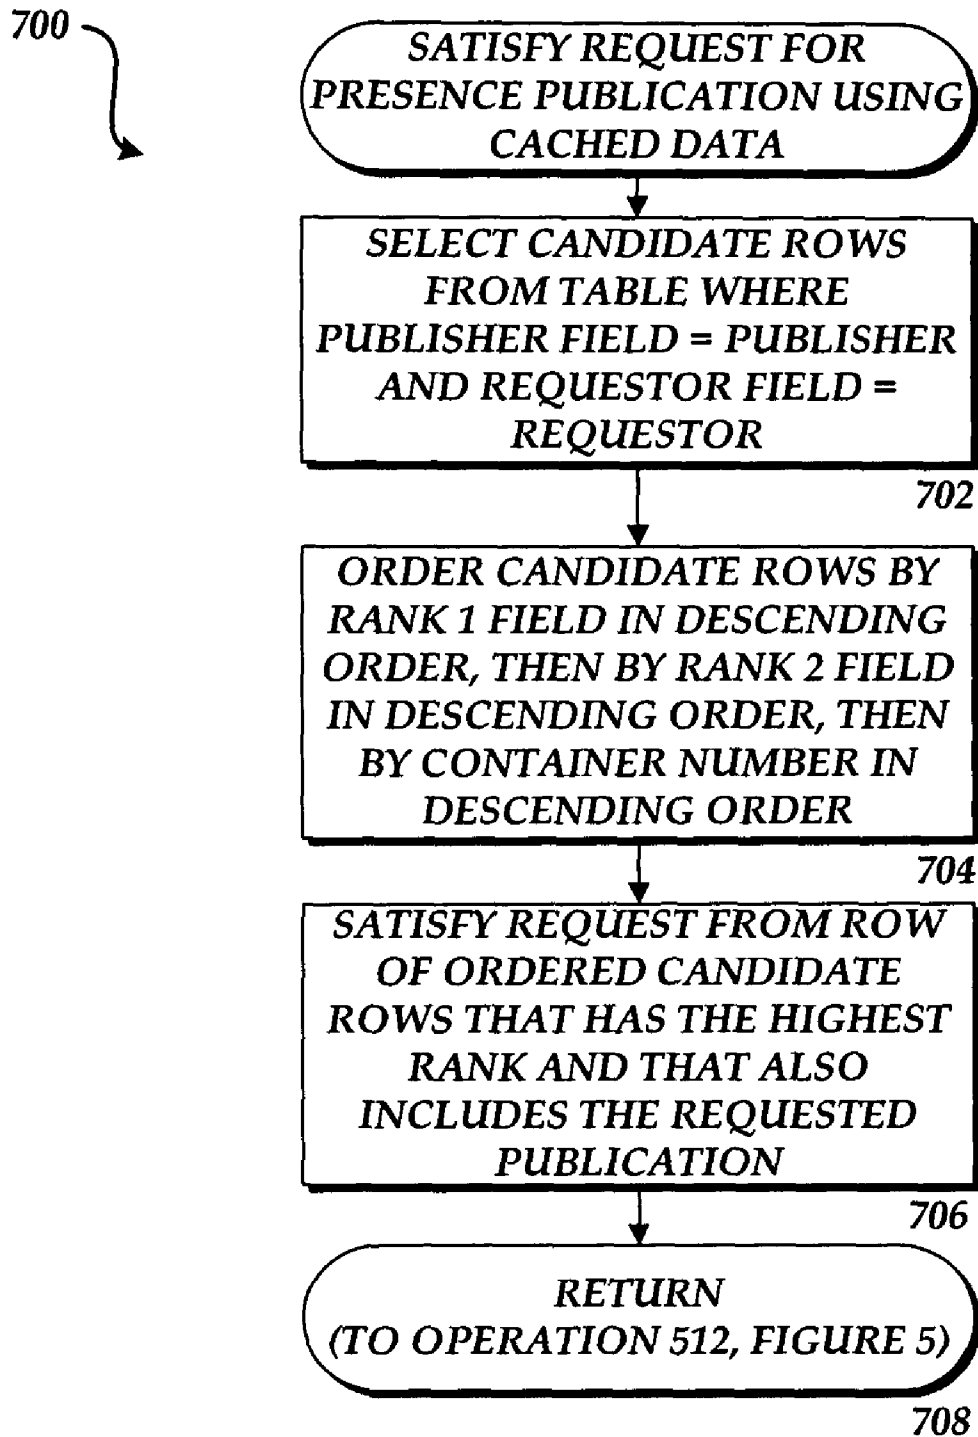 700
SATISFY REQUEST FOR
PRESENCE PUBLICATION USING
CACHED DATA
SELECT CANDIDATE ROWS
FROM TABLE WHERE
PUBLISHER FIELD = PUBLISHER
AND REQUESTOR FIELD =
REQUESTOR
702
ORDER CANDIDATE ROWS BY
RANK 1 FIELD IN DESCENDING
ORDER, THEN BY RANK 2 FIELD
IN DESCENDING ORDER, THEN
BY CONTAINER NUMBER IN
DESCENDING ORDER
704
SATISFY REQUEST FROM ROW
OF ORDERED CANDIDATE
ROWS THAT HAS THE HIGHEST
RANK AND THAT ALSO
INCLUDES THE REQUESTED
PUBLICATION
706
RETURN
(TO OPERATION 512, FIGURE 5)
708